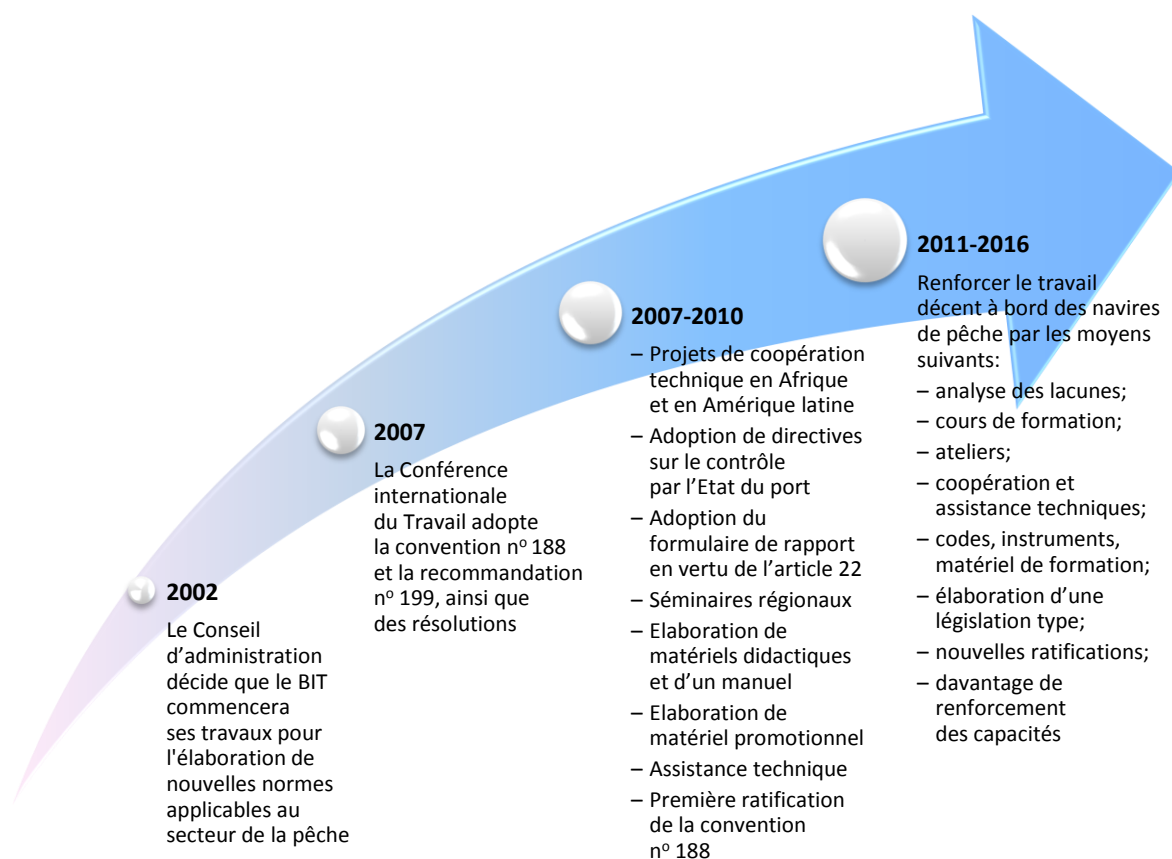 2002
Le Conseil
d’administration
décide que le BIT
commencera
ses travaux pour
l'élaboration de
nouvelles normes
applicables au
secteur de la pêche
2007
La Conférence
internationale
du Travail adopte
la convention nº 188
et la recommandation
nº 199, ainsi que
des résolutions
2007-2010
– Projets de coopération
technique en Afrique
et en Amérique latine
– Adoption de directives
sur le contrôle
par l’Etat du port
– Adoption du
formulaire de rapport
en vertu de l’article 22
– Séminaires régionaux
– Elaboration de
matériels didactiques
et d’un manuel
– Elaboration de
matériel promotionnel
– Assistance technique
– Première ratification
de la convention
nº 188
2011-2016
Renforcer le travail
décent à bord des navires
de pêche par les moyens
suivants:
– analyse des lacunes;
– cours de formation;
– ateliers;
– coopération et
assistance techniques;
– codes, instruments,
matériel de formation;
– élaboration d’une
législation type;
– nouvelles ratifications;
– davantage de
renforcement
des capacités